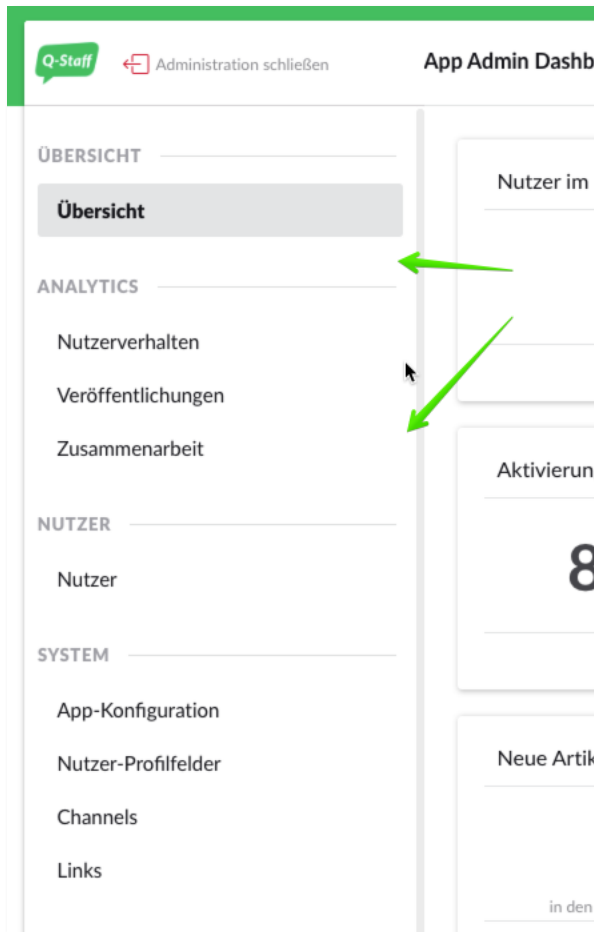 Q-Staff
Administration schließen
App Admin Dashb
ÜBERSICHT
Übersicht
ANALYTICS
Nutzerverhalten
Veröffentlichungen
Zusammenarbeit
NUTZER
Nutzer
SYSTEM
App-Konfiguration
Nutzer-Profilfelder
Channels
Links
Nutzer im
Aktivierun
8
Neue Artik
in den